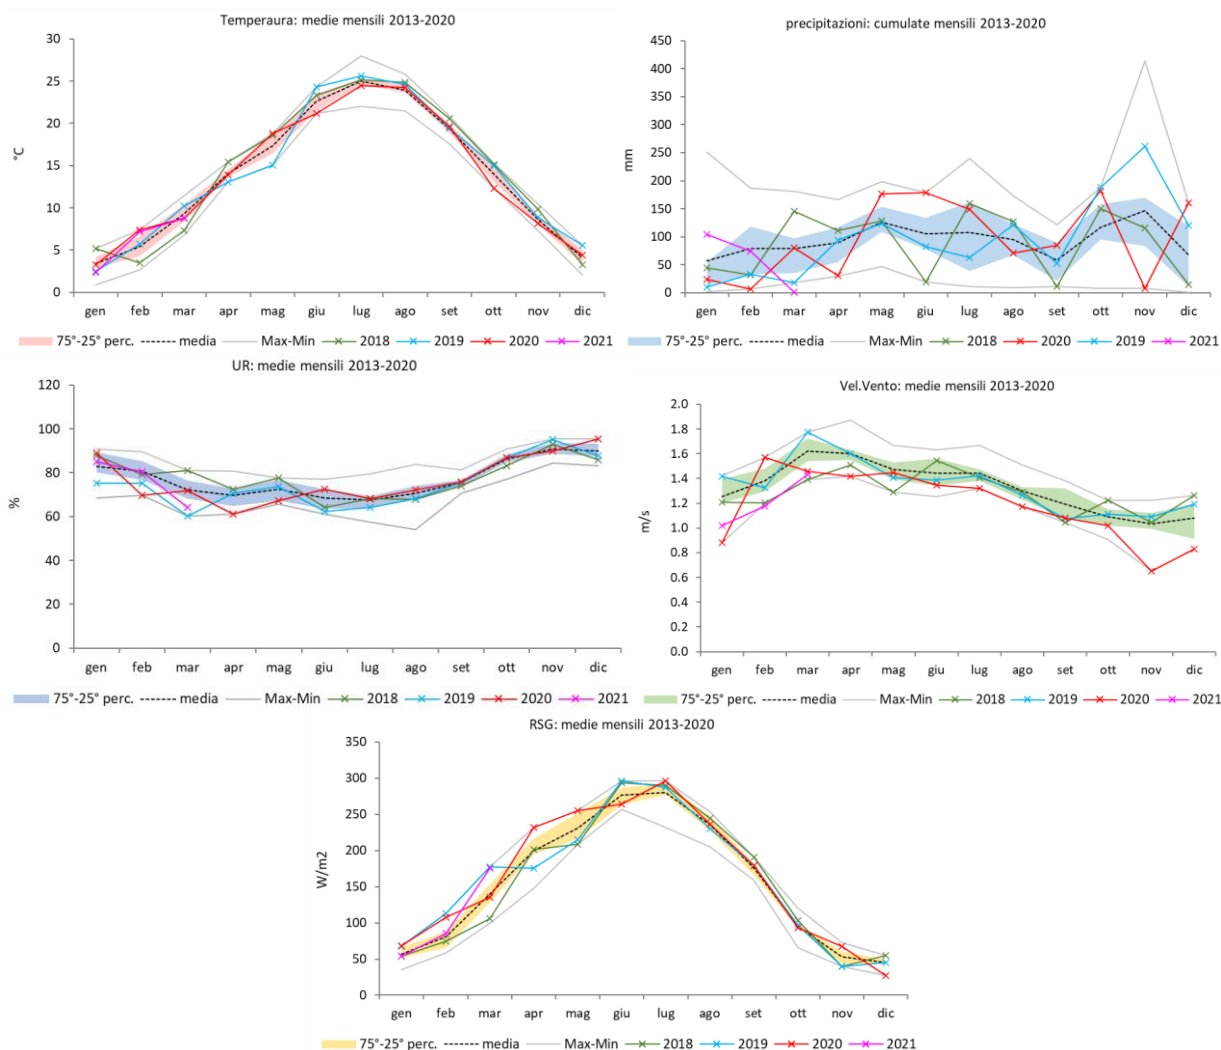 Temperaura: medie mensili 2013-2020
30
25
20
15
10
5
0
°C
gen feb mar apr mag giu lug ago set ott nov dic
75°-25° perc. media Max-Min 2018 2019 2020 2021
precipitazioni: cumulate mensili 2013-2020
450
400
350
300
250
200
150
100
50
0
mm
gen feb mar apr mag giu lug ago set ott nov dic
75°-25° perc. media Max-Min 2018 2019 2020 2021
UR: medie mensili 2013-2020
120
100
80
60
40
20
0
%
gen feb mar apr mag giu lug ago set ott nov dic
75°-25° perc. media Max-Min 2018 2019 2020 2021
Vel.Vento: medie mensili 2013-2020
2.0
1.8
1.6
1.4
1.2
1.0
0.8
0.6
0.4
0.2
0.0
m/s
gen feb mar apr mag giu lug ago set ott nov dic
75°-25° perc. media Max-Min 2018 2019 2020 2021
RSG: medie mensili 2013-2020
350
300
250
200
150
100
50
0
W/m2
gen feb mar apr mag giu lug ago set ott nov dic
75°-25° perc. media Max-Min 2018 2019 2020 2021